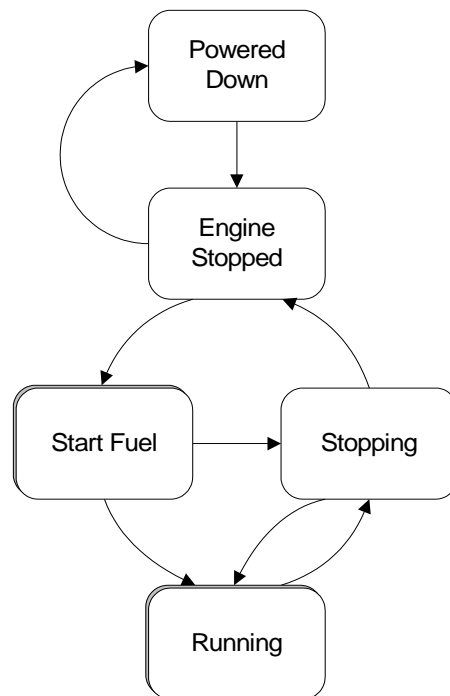 Powered
Down
Engine
Stopped
Start Fuel
Stopping
Running